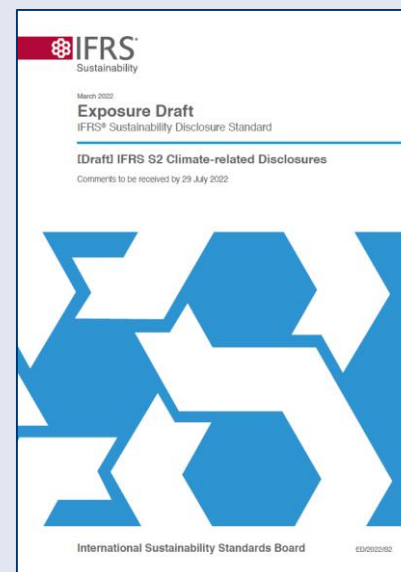 IFRS®
Sustainability
March 2022
Exposure Draft
IFRS® Sustainability Disclosure Standard
[Draft] IFRS S2 Climate-related Disclosures
Comments to be received by 29 July 2022
International Sustainability Standards Board
ED/2022/S2